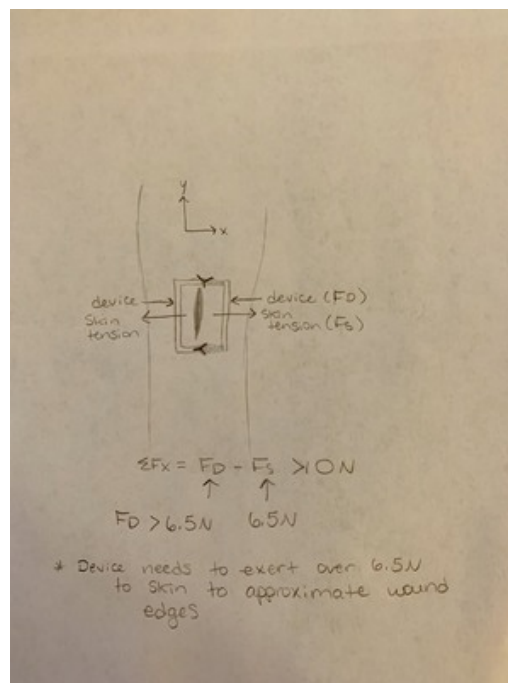 y
x
device
device (FD)
skin tension
skin tension (Fs)
ΣFx = FD - Fs > 0 N
↑ ↑
FD > 6.5N 6.5N
* Device needs to exert over 6.5N
to skin to approximate wound
edges